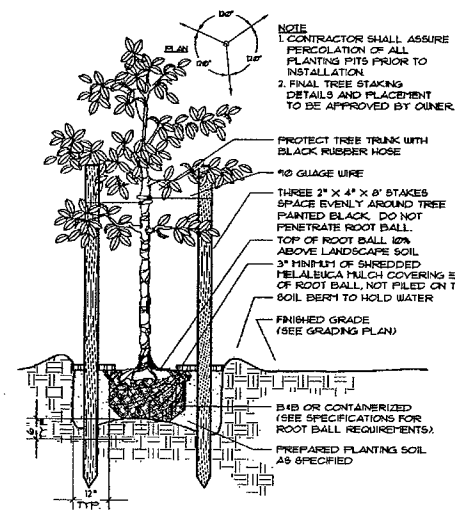 120°
PLAN
120°
120°
NOTE
1. CONTRACTOR SHALL ASSURE
PERCOLATION OF ALL
PLANTING PITS PRIOR TO
INSTALLATION.
2. FINAL TREE STAKING
DETAILS AND PLACEMENT
TO BE APPROVED BY OWNER.
PROTECT TREE TRUNK WITH
BLACK RUBBER HOSE
GUAGE WIRE
THREE 2" X 4" X 8' STAKES
SPACE EVENLY AROUND TREE
PAINTED BLACK. DO NOT
PENETRATE ROOT BALL.
TOP OF ROOT BALL 10%
ABOVE LANDSCAPE SOIL
3" MINIMUM OF SHREDDED
MELALEUCA MULCH COVERING
OF ROOT BALL, NOT PILED ON
SOIL BERM TO HOLD WATER
FINISHED GRADE
(SEE GRADING PLAN)
B&B OR CONTAINERIZED
(SEE SPECIFICATIONS FOR
ROOT BALL REQUIREMENTS).
PREPARED PLANTING SOIL
AS SPECIFIED
12"
TYP.